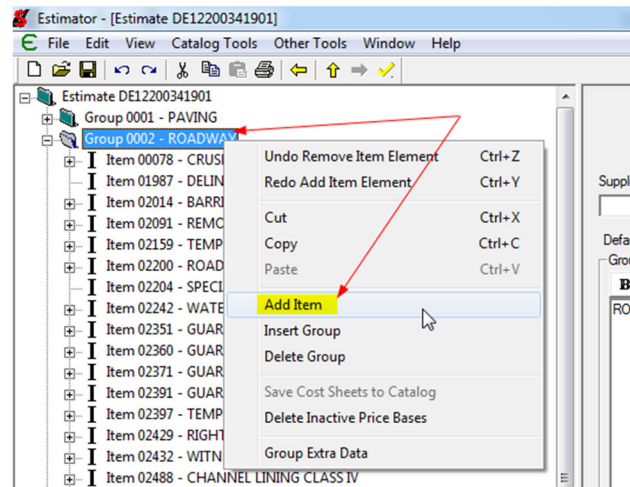 Estimator - [Estimate DE12200341901]
File Edit View Catalog Tools Other Tools Window Help
Estimate DE12200341901
Group 0001 - PAVING
Group 0002 - ROADWAY
Item 00078 - CRUS
Item 01987 - DELIN
Item 02014 - BARRI
Item 02091 - REMO
Item 02159 - TEMP
Item 02200 - ROAD
Item 02204 - SPECI
Item 02242 - WATE
Item 02351 - GUAR
Item 02360 - GUAR
Item 02371 - GUAR
Item 02391 - GUAR
Item 02397 - TEMP
Item 02429 - RIGHT
Item 02432 - WITN
Item 02488 - CHANNEL LINING CLASS IV
Undo Remove Item Element Ctrl+Z
Redo Add Item Element Ctrl+Y
Cut Ctrl+X
Copy Ctrl+C
Paste Ctrl+V
Add Item
Insert Group
Delete Group
Save Cost Sheets to Catalog
Delete Inactive Price Bases
Group Extra Data
Suppl
Defa
Grou
B
RO